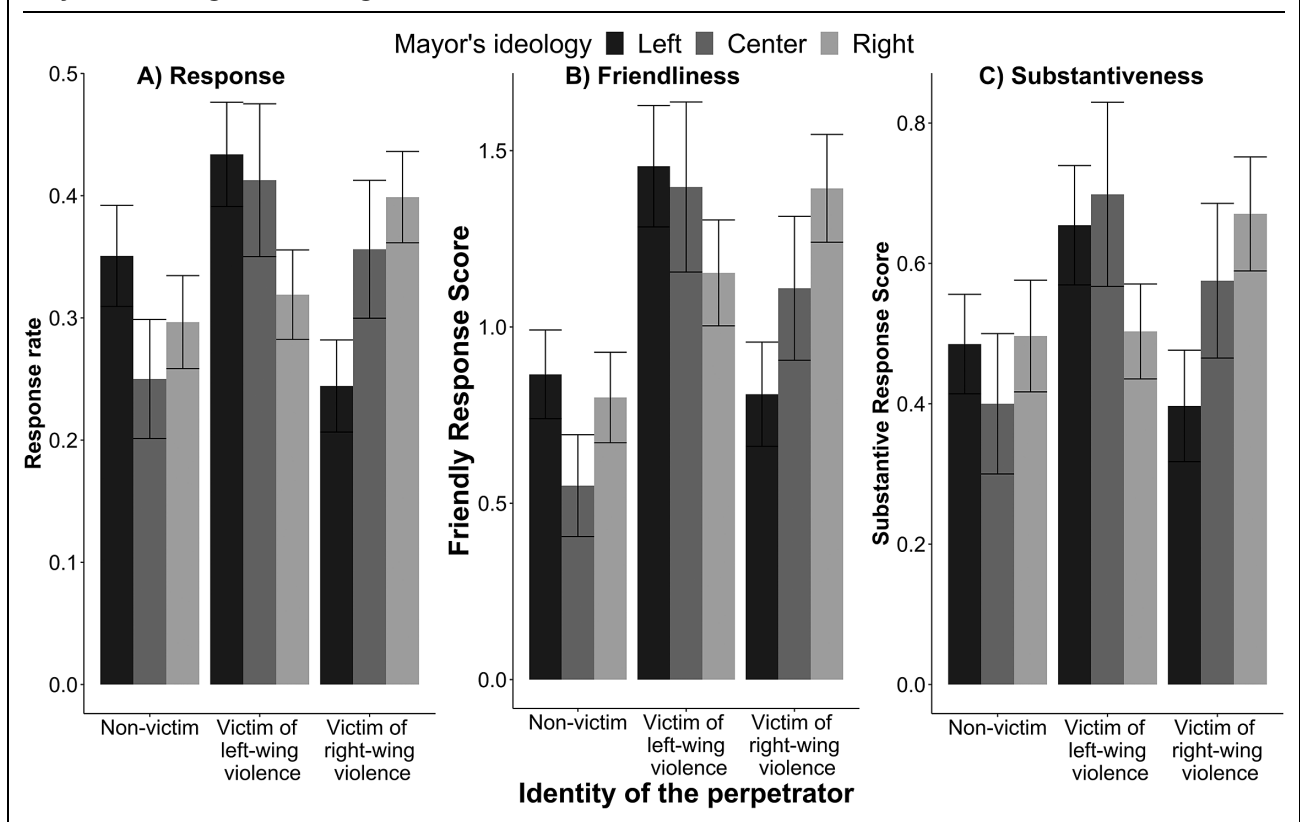 Mayor's ideology Left Center Right
A) Response
0.5
0.4
0.3
0.2
0.1
0.0
Response rate
Non-victim
Victim of left-wing violence
Victim of right-wing violence
B) Friendliness
1.5
1.0
0.5
0.0
Friendly Response Score
Non-victim
Victim of left-wing violence
Victim of right-wing violence
C) Substantiveness
0.8
0.6
0.4
0.2
0.0
Substantive Response Score
Non-victim
Victim of left-wing violence
Victim of right-wing violence
Identity of the perpetrator